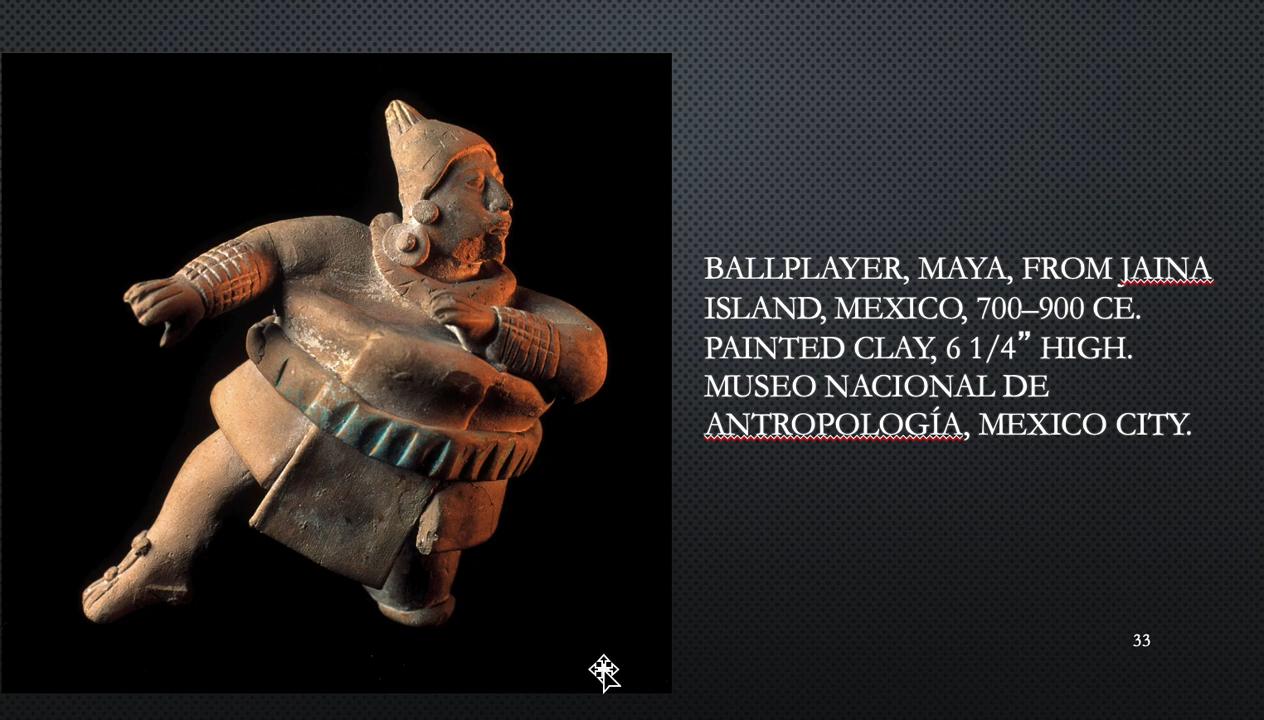 BALLPLAYER, MAYA, FROM JAINA
ISLAND, MEXICO, 700–900 CE.
PAINTED CLAY, 6 1/4” HIGH.
MUSEO NACIONAL DE
ANTROPOLOGÍA, MEXICO CITY.
33